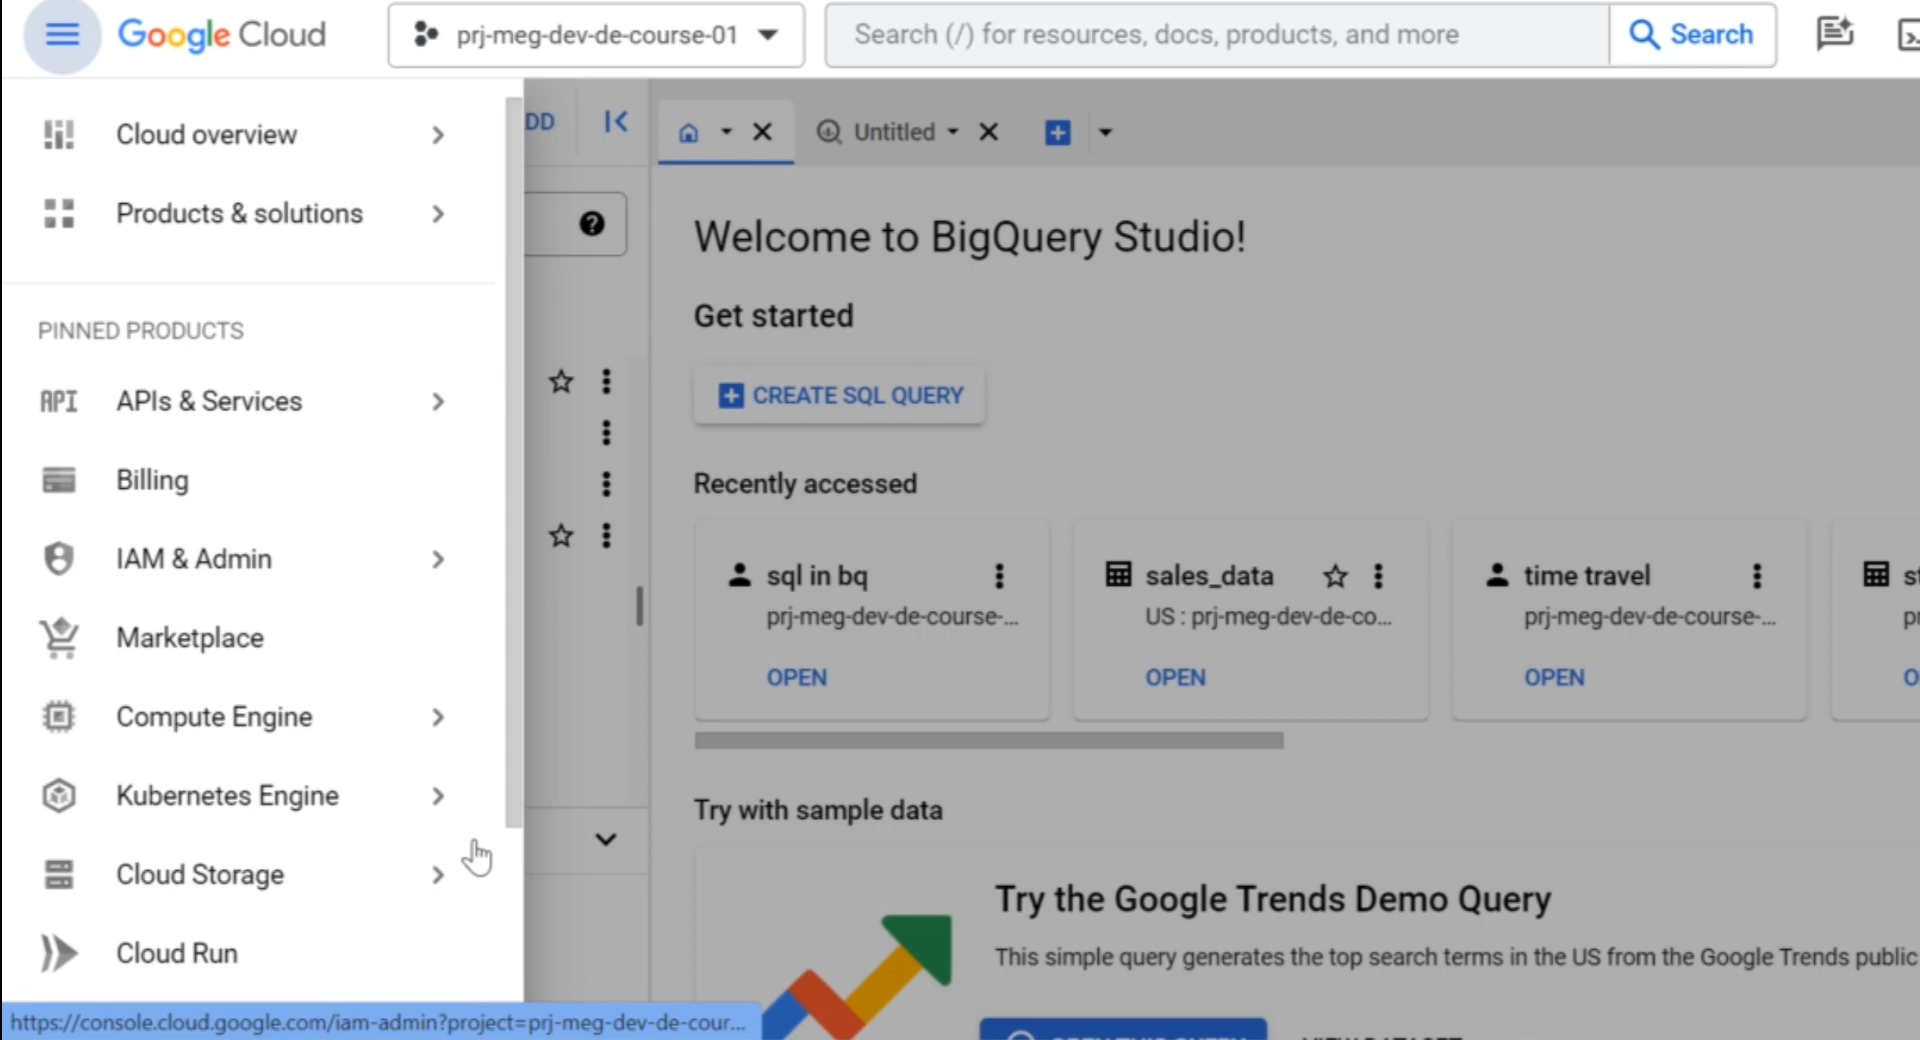 Google Cloud
prj-meg-dev-de-course-01
Search (/) for resources, docs, products, and more
Search
Cloud overview
Products & solutions
PINNED PRODUCTS
API APIs & Services
Billing
IAM & Admin
Marketplace
Compute Engine
Kubernetes Engine
Cloud Storage
Cloud Run
https://console.cloud.google.com/iam-admin?project=prj-meg-dev-de-cour...
DD
Untitled
Welcome to BigQuery Studio!
Get started
CREATE SQL QUERY
Recently accessed
sql in bq
prj-meg-dev-de-course-...
OPEN
sales_data
US : prj-meg-dev-de-co...
OPEN
time travel
prj-meg-dev-de-course-...
OPEN
Try with sample data
Try the Google Trends Demo Query
This simple query generates the top search terms in the US from the Google Trends public